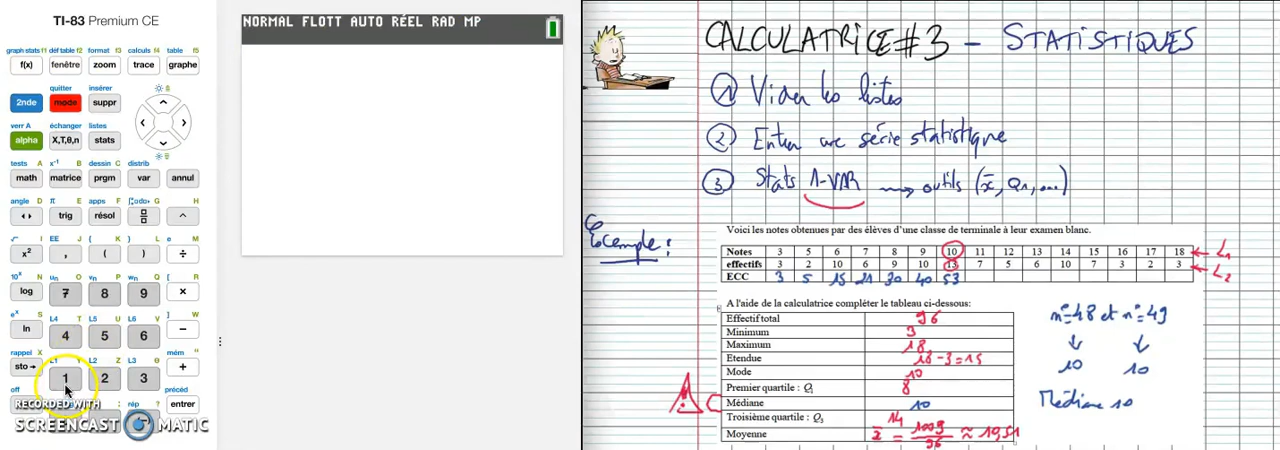 TI-83 Premium CE
NORMAL FLOTT AUTO RÉEL RAD MP
graph stats f1 déf table f2 format f3 calculs f4 table f5
f(x) fenêtre zoom trace graphe
quitter insérer
2nde mode suppr
verr A échanger listes
alpha X,T,θ,n stats
tests A x⁻¹ B dessin C distrib
math matrice prgm var annul
angle D π E apps F G H
trig résol ^
√ I EE J { K } L e M
x² , ( ) ÷
10ˣ N un O vn P w Q [ R
log 7 8 9 ×
eˣ S L4 T L5 U L6 V ] W
ln 4 5 6 −
rappel X L1 Y L2 Z L3 θ mém "
sto→ 1 2 3 +
off : rép ? précéd
entrer
RECORDED WITH
SCREENCAST MATIC
CALCULATRICE #3 - STATISTIQUES
① Vider les listes
② Entrer une série statistique
③ Stats 1-VAR → outils (x̄, Q1, ...)
Exemple :
Voici les notes obtenues par des élèves d'une classe de terminale à leur examen blanc.
Notes 3 5 6 7 8 9 10 11 12 13 14 15 16 17 18 ← L1
effectifs 3 2 10 6 9 10 13 7 5 6 10 7 3 2 3 ← L2
ECC 3 5 15 21 30 40 53
A l'aide de la calculatrice compléter le tableau ci-dessous:
Effectif total 96
Minimum 3
Maximum 18
Etendue 18-3=15
Mode 10
Premier quartile : Q1 8
Médiane 10
Troisième quartile : Q3 14
Moyenne x̄ = 1009/96 ≈ 10,51
n°=48 et n°=49
↓ ↓
10 10
Médiane 10